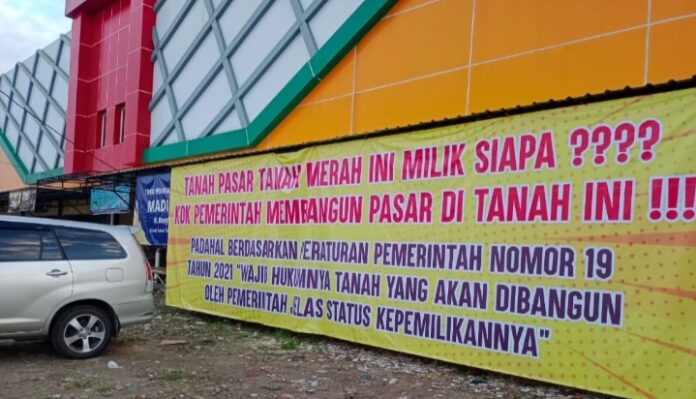 TANAH PASAR TANAH MERAH INI MILIK SIAPA ????
KOK PEMERINTAH MEMBANGUN PASAR DI TANAH INI !!!
PADAHAL BERDASARKAN PERATURAN PEMERINTAH NOMOR 19
TAHUN 2021 "WAJIB HUKUMNYA TANAH YANG AKAN DIBANGUN
OLEH PEMERINTAH JELAS STATUS KEPEMILIKANNYA"